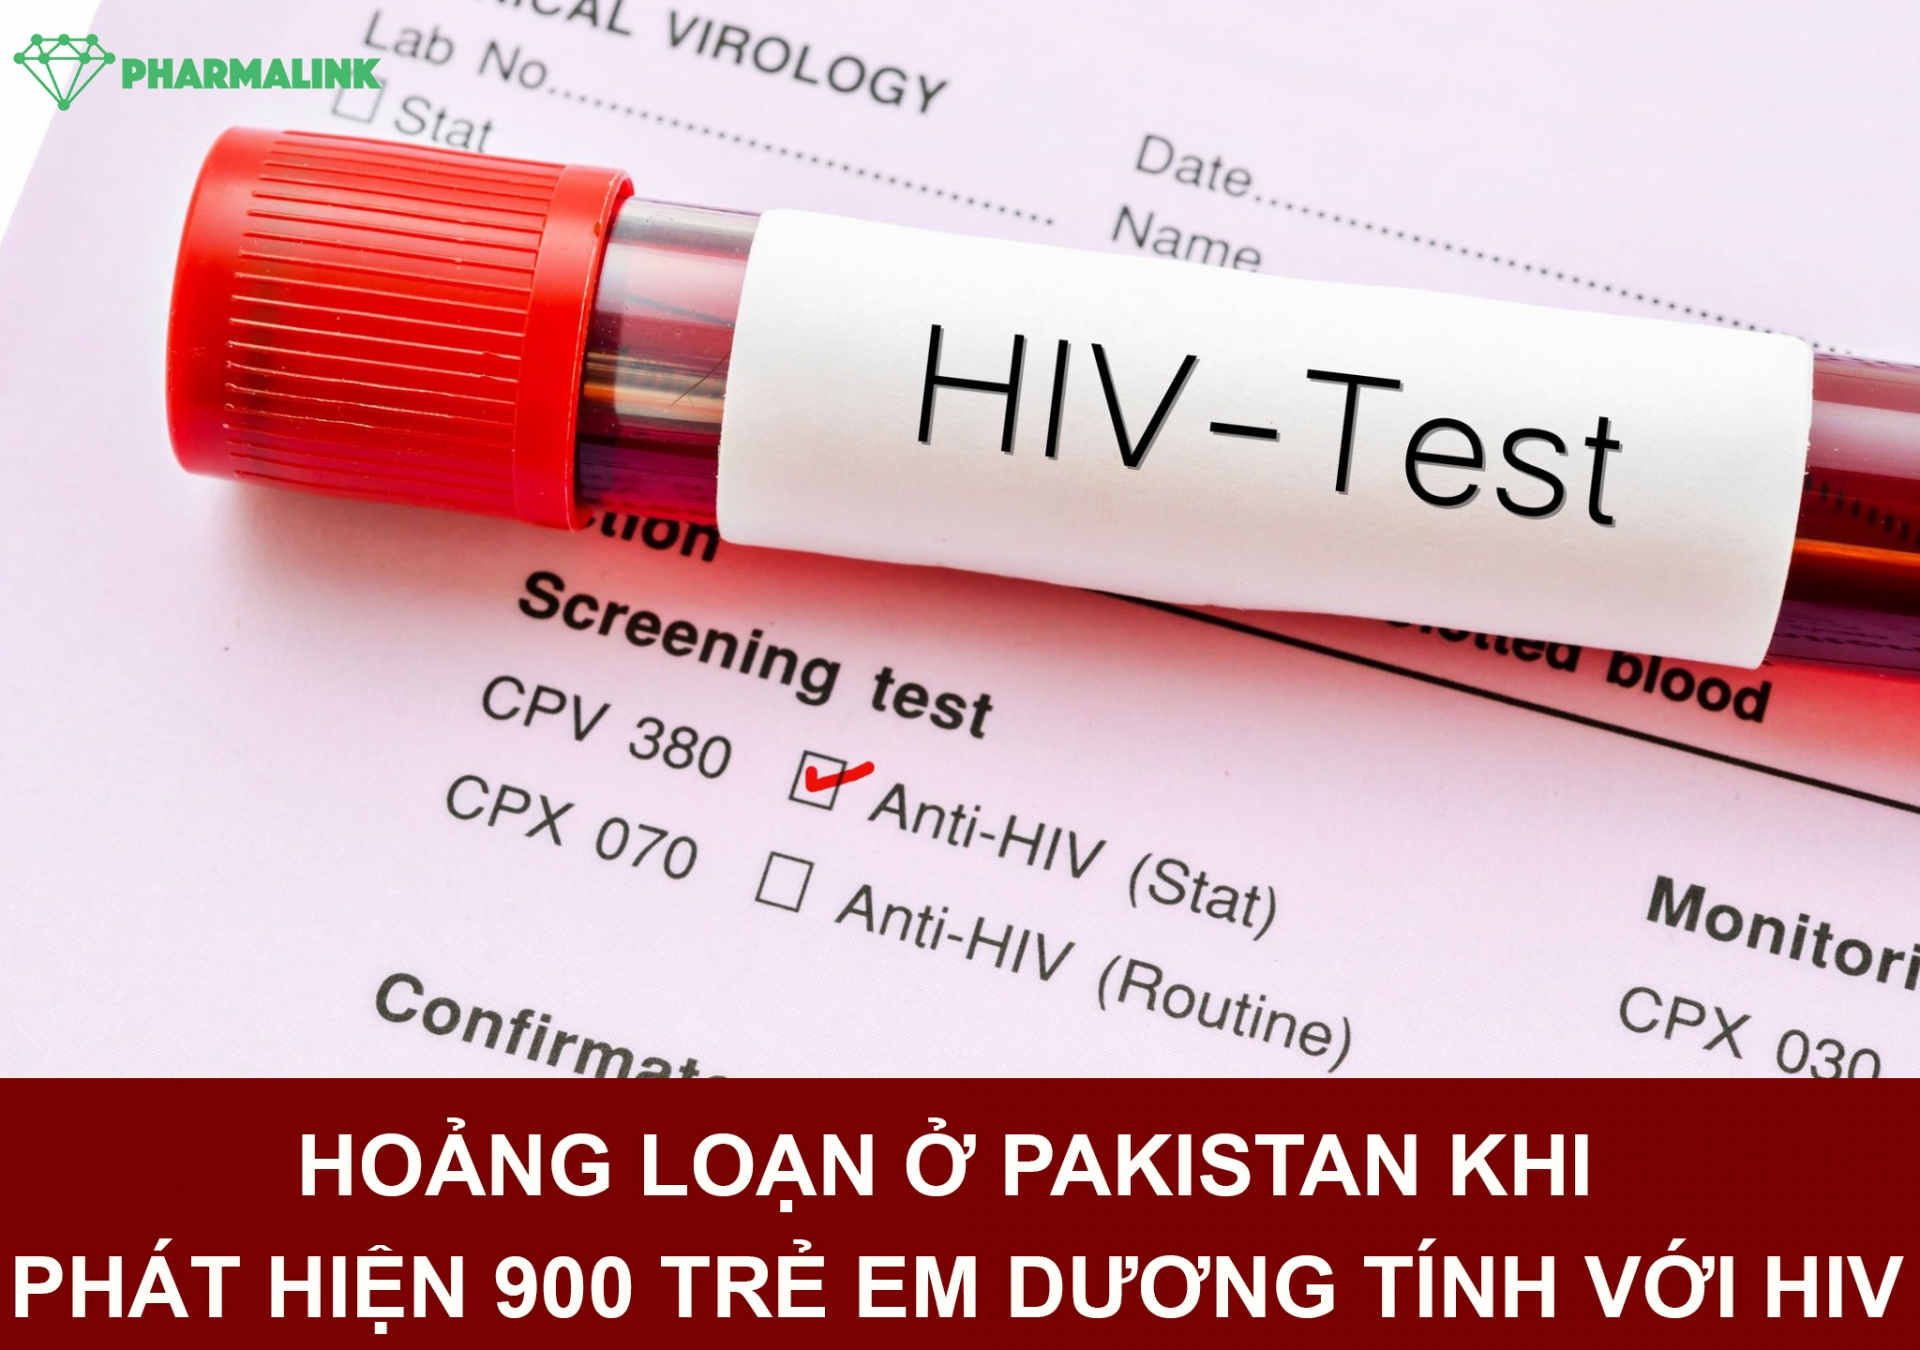 PHARMALINK
VIROLOGY
Lab No.
Stat
Date
Name
HIV-Test
Screening test
blood
CPV 380 Anti-HIV (Stat)
CPX 070 Anti-HIV (Routine)
CPX 030
HOẢNG LOẠN Ở PAKISTAN KHI
PHÁT HIỆN 900 TRẺ EM DƯƠNG TÍNH VỚI HIV